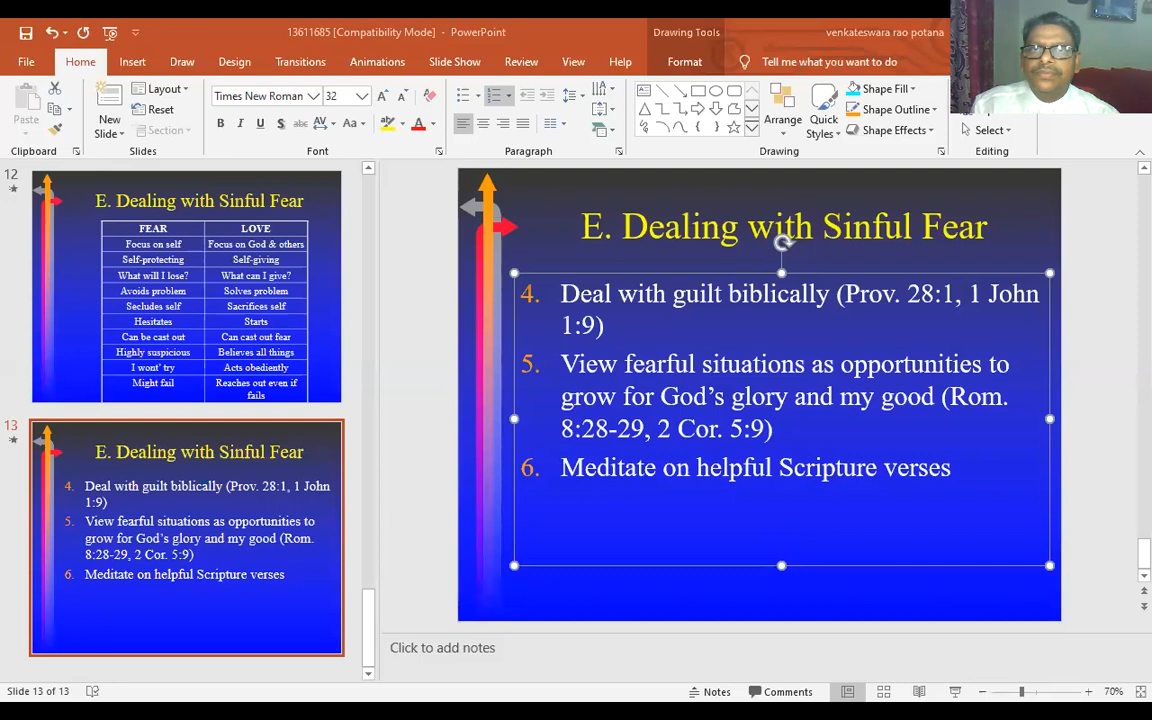 13611685 [Compatibility Mode] - PowerPoint
Drawing Tools
venkateswara rao potana
File
Home
Insert
Draw
Design
Transitions
Animations
Slide Show
Review
View
Help
Format
Tell me what you want to do
Paste
New
Slide
Layout
Reset
Section
Times New Roman
32
B
I
U
S
abc
AV
Aa
A
Arrange
Quick
Styles
Shape Fill
Shape Outline
Shape Effects
Select
Clipboard
Slides
Font
Paragraph
Drawing
Editing
12
E. Dealing with Sinful Fear
FEAR LOVE
Focus on self Focus on God & others
Self-protecting Self-giving
What will I lose? What can I give?
Avoids problem Solves problem
Secludes self Sacrifices self
Hesitates Starts
Can be cast out Can cast out fear
Highly suspicious Believes all things
I wont' try Acts obediently
Might fail Reaches out even if
fails
13
E. Dealing with Sinful Fear
4. Deal with guilt biblically (Prov. 28:1, 1 John
1:9)
5. View fearful situations as opportunities to
grow for God's glory and my good (Rom.
8:28-29, 2 Cor. 5:9)
6. Meditate on helpful Scripture verses
E. Dealing with Sinful Fear
4. Deal with guilt biblically (Prov. 28:1, 1 John
1:9)
5. View fearful situations as opportunities to
grow for God's glory and my good (Rom.
8:28-29, 2 Cor. 5:9)
6. Meditate on helpful Scripture verses
Click to add notes
Slide 13 of 13
Notes
Comments
70%